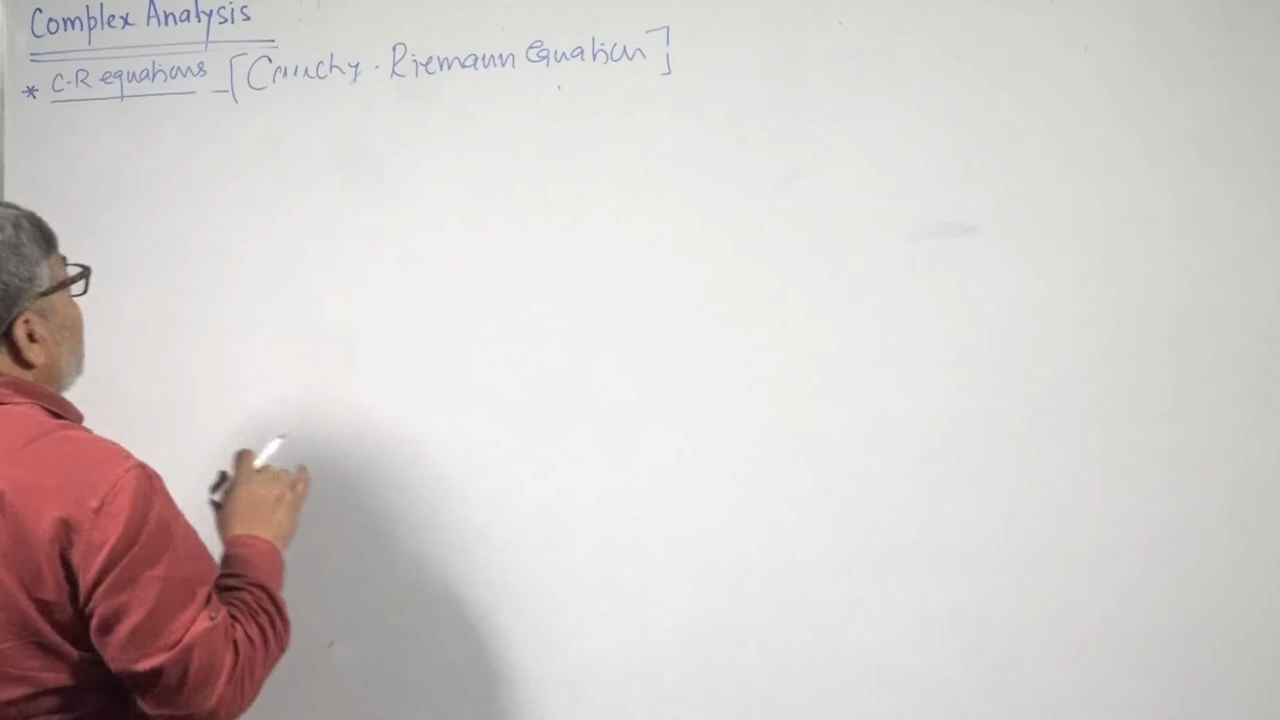 Complex Analysis
* C-R equations - [Cauchy - Riemann Equation]